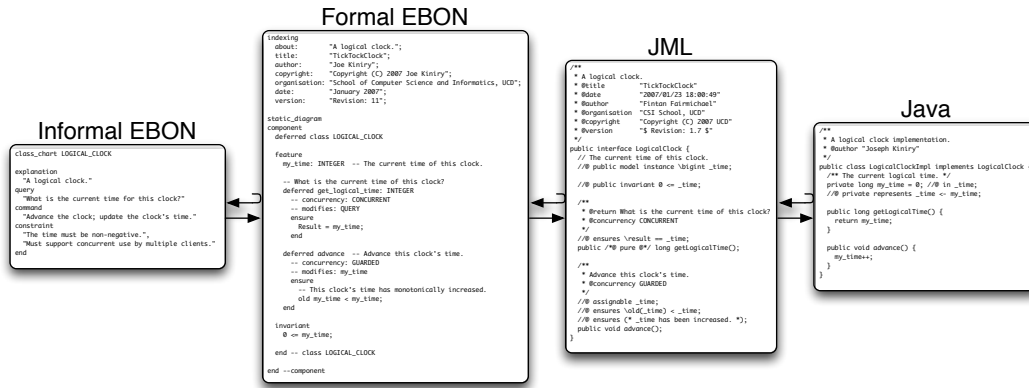 Informal EBON
class_chart LOGICAL_CLOCK
explanation
"A logical clock."
query
"What is the current time for this clock?"
command
"Advance the clock; update the clock's time."
constraint
"The time must be non-negative.",
"Must support concurrent use by multiple clients."
end
Formal EBON
indexing
about: "A logical clock.";
title: "TickTockClock";
author: "Joe Kiniry";
copyright: "Copyright (C) 2007 Joe Kiniry";
organisation: "School of Computer Science and Informatics, UCD";
date: "January 2007";
version: "Revision: 11";
static_diagram
component
deferred class LOGICAL_CLOCK
feature
my_time: INTEGER -- The current time of this clock.
-- What is the current time of this clock?
deferred get_logical_time: INTEGER
-- concurrency: CONCURRENT
-- modifies: QUERY
ensure
Result = my_time;
end
deferred advance -- Advance this clock's time.
-- concurrency: GUARDED
-- modifies: my_time
ensure
-- This clock's time has monotonically increased.
old my_time < my_time;
end
invariant
0 <= my_time;
end -- class LOGICAL_CLOCK
end --component
JML
/**
* A logical clock.
* @title "TickTockClock"
* @date "2007/01/23 18:00:49"
* @author "Fintan Fairmichael"
* @organisation "CSI School, UCD"
* @copyright "Copyright (C) 2007 UCD"
* @version "$ Revision: 1.7 $"
*/
public interface LogicalClock {
// The current time of this clock.
//@ public model instance \bigint _time;
//@ public invariant 0 <= _time;
/**
* @return What is the current time of this clock?
* @concurrency CONCURRENT
*/
//@ ensures \result == _time;
public /*@ pure @*/ long getLogicalTime();
/**
* Advance this clock's time.
* @concurrency GUARDED
*/
//@ assignable _time;
//@ ensures \old(_time) < _time;
//@ ensures (* _time has been increased. *);
public void advance();
}
Java
/**
* A logical clock implementation.
* @author "Joseph Kiniry"
*/
public class LogicalClockImpl implements LogicalClock {
/** The current logical time. */
private long my_time = 0; //@ in _time;
//@ private represents _time <- my_time;
public long getLogicalTime() {
return my_time;
}
public void advance() {
my_time++;
}
}